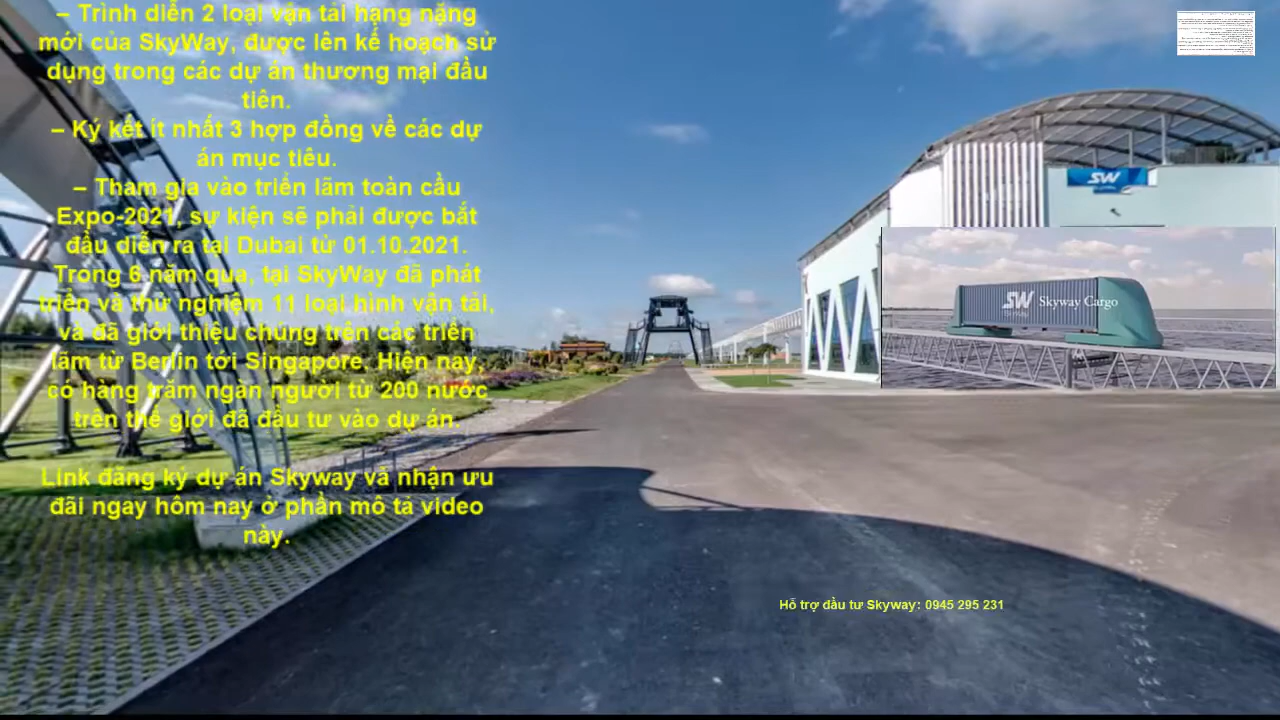 – Trình diễn 2 loại vận tải hạng nặng
mới của SkyWay, được lên kế hoạch sử
dụng trong các dự án thương mại đầu
tiên.
– Ký kết ít nhất 3 hợp đồng về các dự
án mục tiêu.
– Tham gia vào triển lãm toàn cầu
Expo-2021, sự kiện sẽ phải được bắt
đầu diễn ra tại Dubai từ 01.10.2021.
Trong 6 năm qua, tại SkyWay đã phát
triển và thử nghiệm 11 loại hình vận tải,
và đã giới thiệu chúng trên các triển
lãm từ Berlin tới Singapore. Hiện nay,
có hàng trăm ngàn người từ 200 nước
trên thế giới đã đầu tư vào dự án.
Link đăng ký dự án Skyway và nhận ưu
đãi ngay hôm nay ở phần mô tả video
này.
SW
SW Skyway Cargo
Hỗ trợ đầu tư Skyway: 0945 295 231